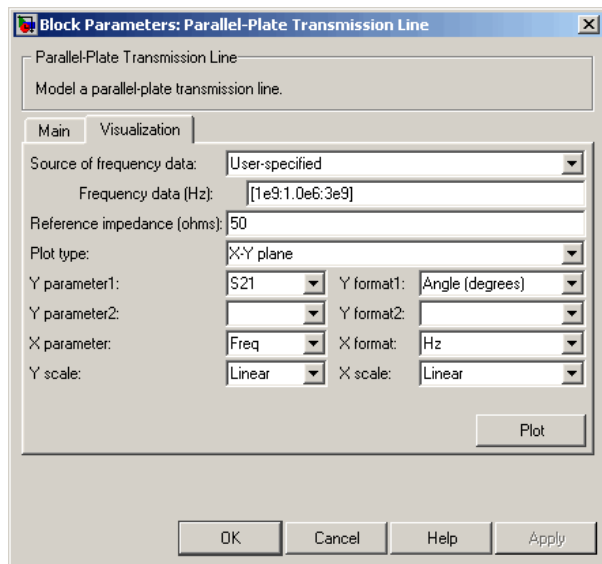 Block Parameters: Parallel-Plate Transmission Line
Parallel-Plate Transmission Line
Model a parallel-plate transmission line.
Main Visualization
Source of frequency data: User-specified
Frequency data (Hz): [1e9:1.0e6:3e9]
Reference impedance (ohms): 50
Plot type: X-Y plane
Y parameter1: S21 Y format1: Angle (degrees)
Y parameter2: Y format2:
X parameter: Freq X format: Hz
Y scale: Linear X scale: Linear
Plot
OK Cancel Help Apply